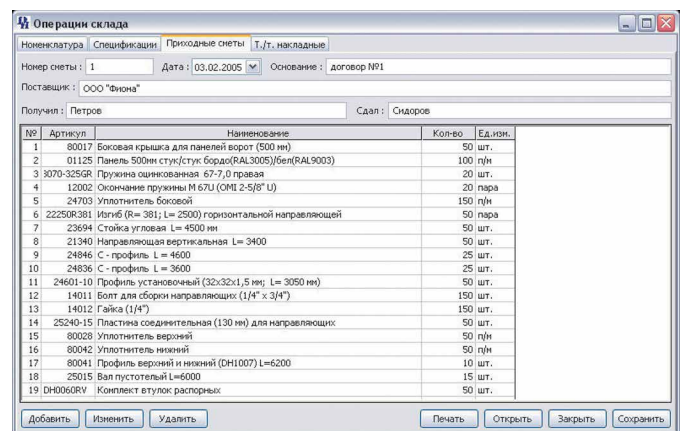 Операции склада
Номенклатура Спецификации Приходные сметы Т./т. накладные
Номер сметы : 1 Дата : 03.02.2005 Основание : договор №1
Поставщик : ООО "Фиона"
Получил : Петров Сдал : Сидоров
№ Артикул Наименование Кол-во Ед.изм.
1 80017 Боковая крышка для панелей ворот (500 мм) 50 шт.
2 01125 Панель 500мм стук/стук бордо(RAL3005)/бел(RAL9003) 100 п/м
3 3070-325GR Пружина оцинкованная 67-7,0 правая 20 шт.
4 12002 Окончание пружины М 67U (OMI 2-5/8" U) 20 пара
5 24703 Уплотнитель боковой 150 п/м
6 22250R381 Изгиб (R= 381; L= 2500) горизонтальной направляющей 50 пара
7 23694 Стойка угловая L= 4500 мм 50 шт.
8 21340 Направляющая вертикальная L= 3400 50 шт.
9 24846 С - профиль L = 4600 25 шт.
10 24836 С - профиль L = 3600 25 шт.
11 24601-10 Профиль установочный (32х32х1,5 мм; L= 3050 мм) 50 шт.
12 14011 Болт для сборки направляющих (1/4" х 3/4") 150 шт.
13 14012 Гайка (1/4") 150 шт.
14 25240-15 Пластина соединительная (130 мм) для направляющих 50 шт.
15 80028 Уплотнитель верхний 50 п/м
16 80042 Уплотнитель нижний 50 п/м
17 80041 Профиль верхний и нижний (DH1007) L=6200 10 шт.
18 25015 Вал пустотелый L=6000 15 шт.
19 DH0060RV Комплект втулок распорных 50 шт.
Добавить Изменить Удалить Печать Открыть Закрыть Сохранить